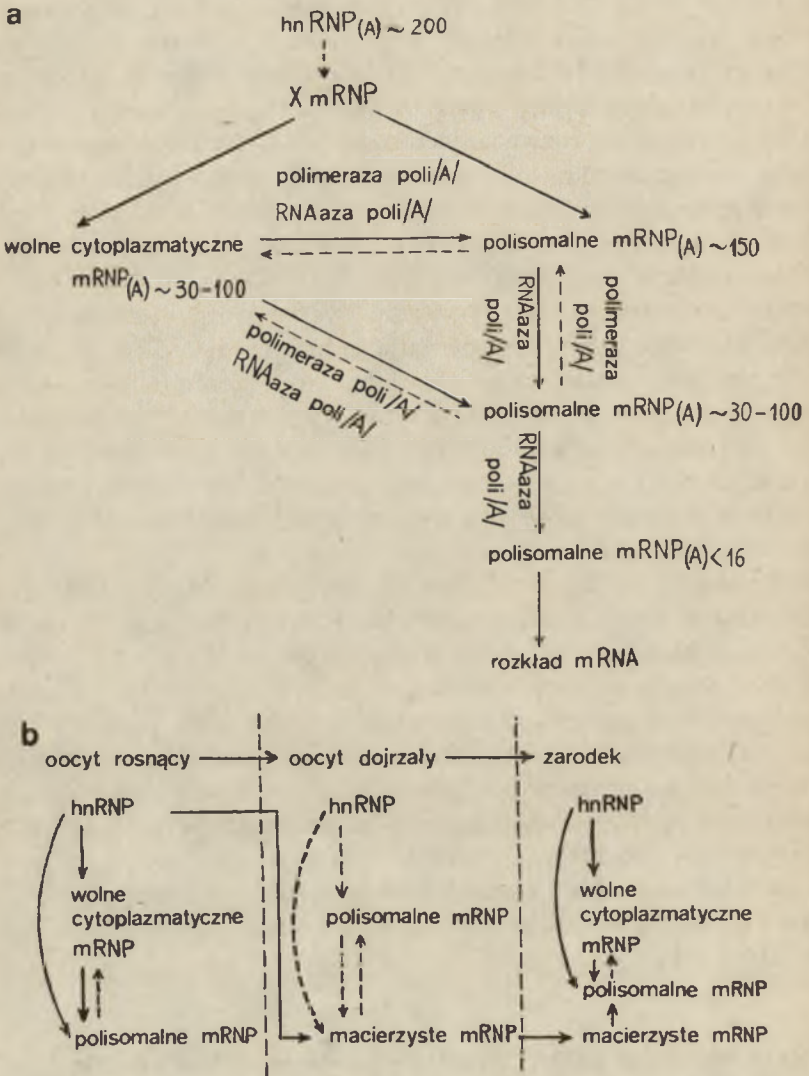 a
hn RNP(A) ~ 200
X mRNP
polimeraza poli/A/
RNAaza poli/A/
wolne cytoplazmatyczne
mRNP(A) ~ 30-100
polisomalne mRNP(A) ~150
RNAaza
poli/A/
polimeraza
poli/A/
polimeraza poli/A/
RNAaza poli/A/
polisomalne mRNP(A) ~30-100
RNAaza
poli/A/
polisomalne mRNP(A)< 16
rozkład mRNA
b
oocyt rosnący
oocyt dojrzały
zarodek
hnRNP
wolne
cytoplazmatyczne
mRNP
polisomalne mRNP
hnRNP
polisomalne mRNP
macierzyste mRNP
hnRNP
wolne
cytoplazmatyczne
mRNP
polisomalne mRNP
macierzyste mRNP